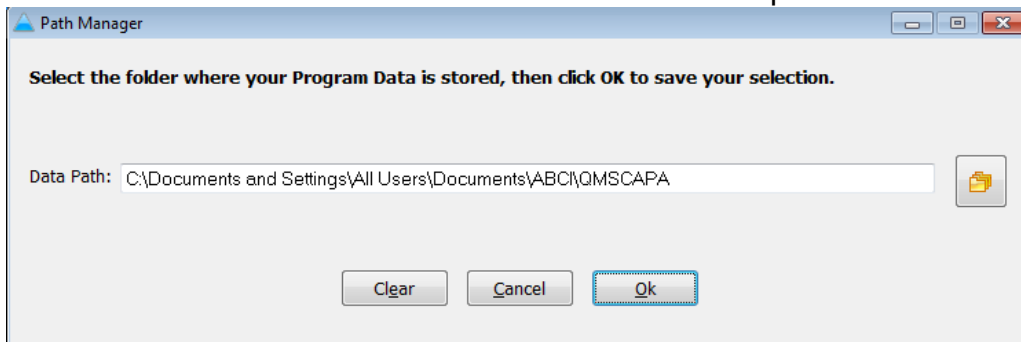 Path Manager
Select the folder where your Program Data is stored, then click OK to save your selection.
Data Path: C:\Documents and Settings\All Users\Documents\ABCI\QMSCAPA
Clear Cancel Ok